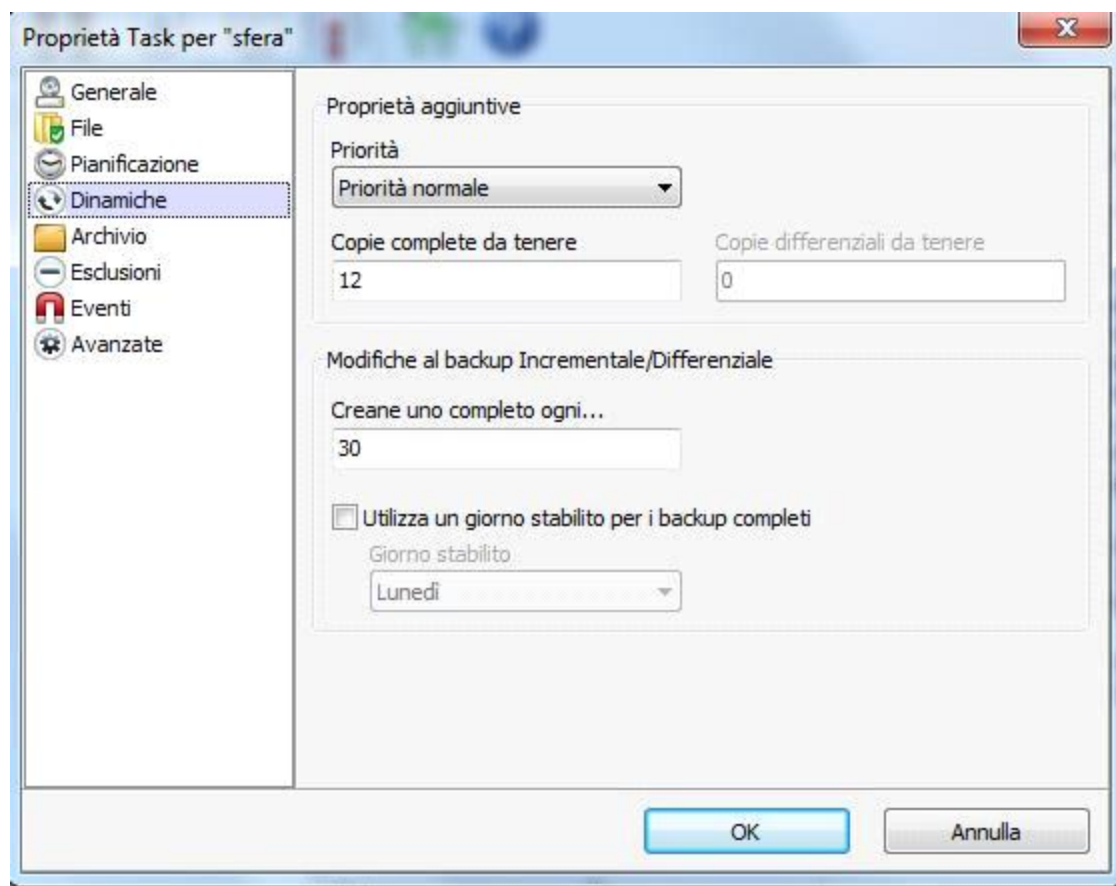 Proprietà Task per "sfera"
Generale
File
Pianificazione
Dinamiche
Archivio
Esclusioni
Eventi
Avanzate
Proprietà aggiuntive
Priorità
Priorità normale
Copie complete da tenere
Copie differenziali da tenere
12
0
Modifiche al backup Incrementale/Differenziale
Creane uno completo ogni...
30
Utilizza un giorno stabilito per i backup completi
Giorno stabilito
Lunedì
OK
Annulla